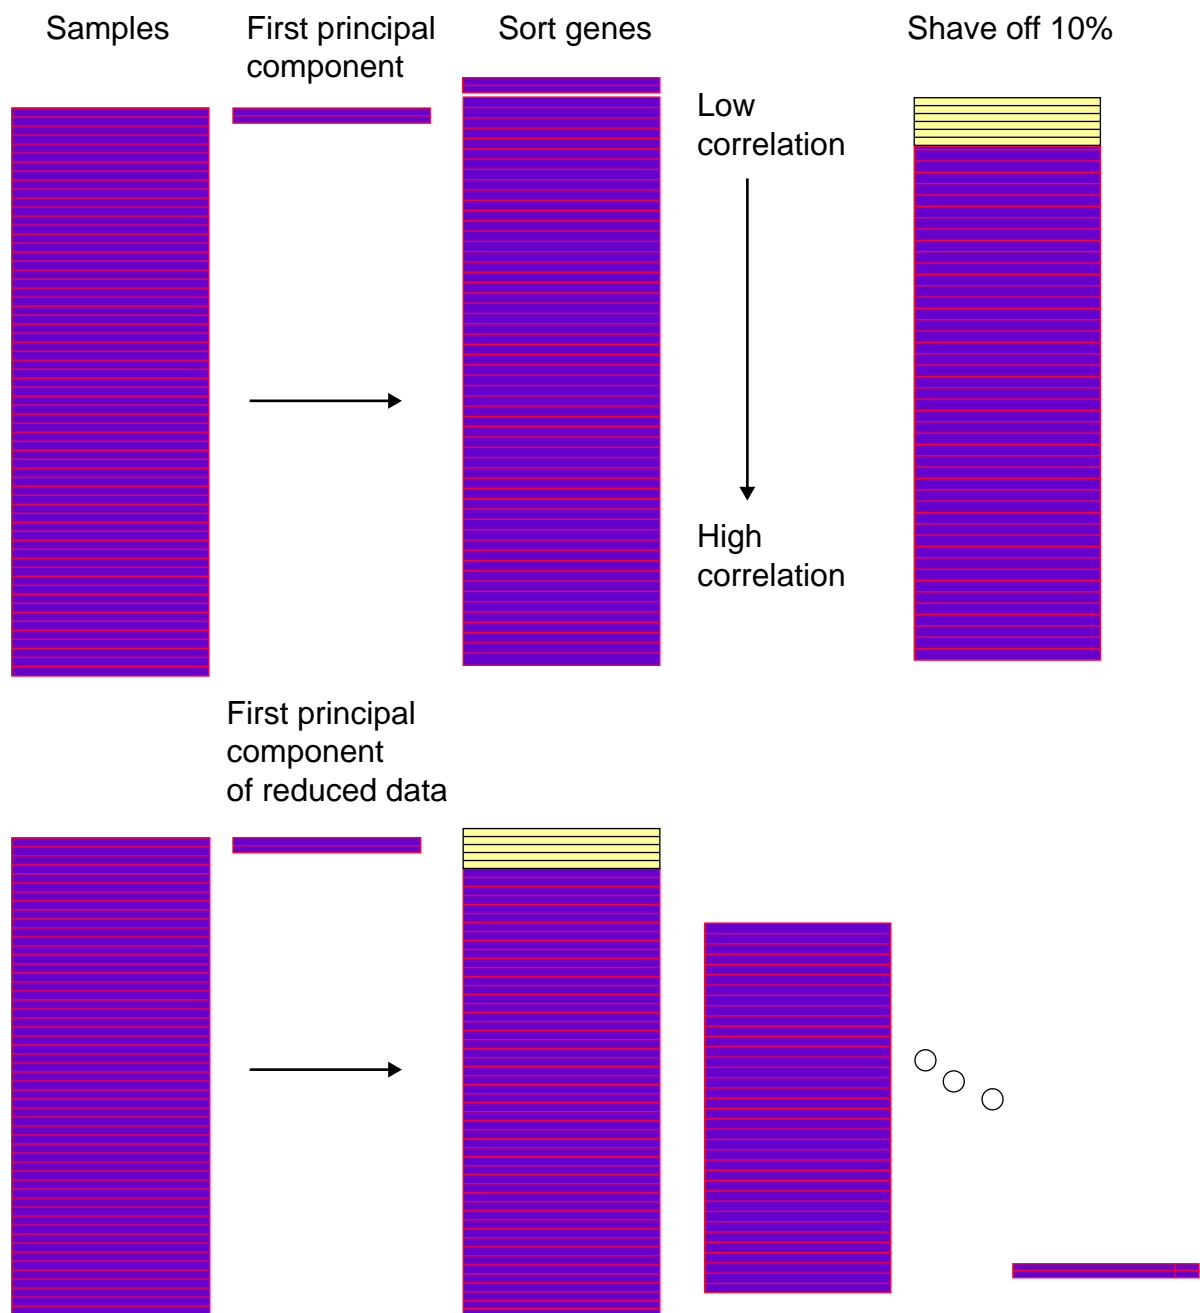 Samples
First principal
component
Sort genes
Shave off 10%
Low
correlation
High
correlation
First principal
component
of reduced data